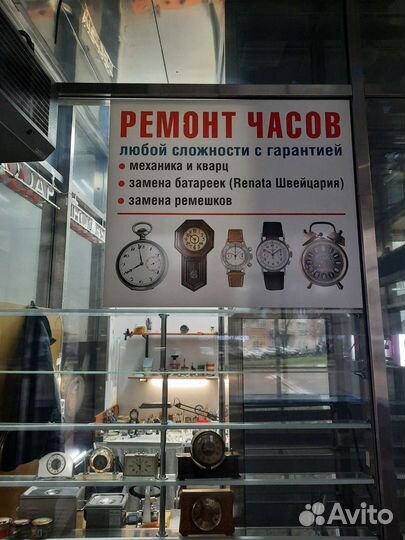 РЕМОНТ ЧАСОВ
любой сложности с гарантией
• механика и кварц
• замена батареек (Renata Швейцария)
• замена ремешков
Avito